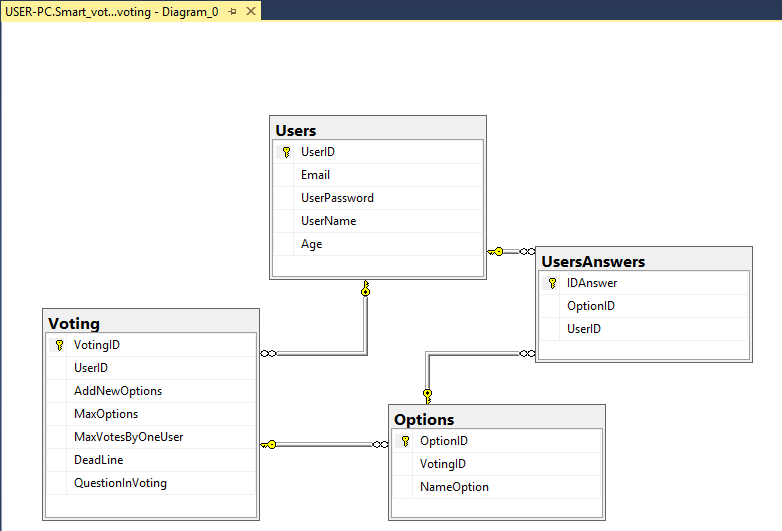 USER-PC.Smart_vot...voting - Diagram_0
Users
UserID
Email
UserPassword
UserName
Age
UsersAnswers
IDAnswer
OptionID
UserID
Voting
VotingID
UserID
AddNewOptions
MaxOptions
MaxVotesByOneUser
DeadLine
QuestionInVoting
Options
OptionID
VotingID
NameOption